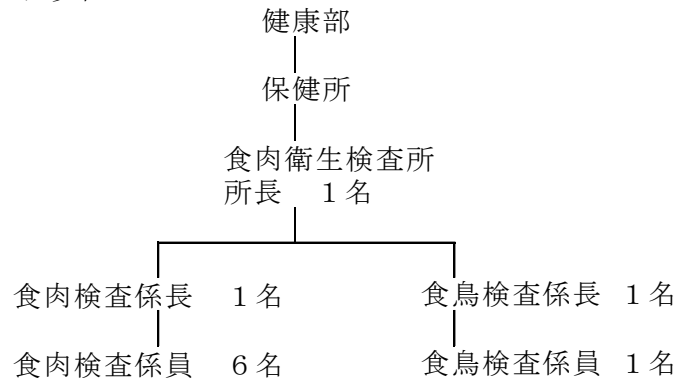 健康部
保健所
食肉衛生検査所
所長　１名
食肉検査係長　１名　食鳥検査係長　１名
食肉検査係員　６名　食鳥検査係員　１名